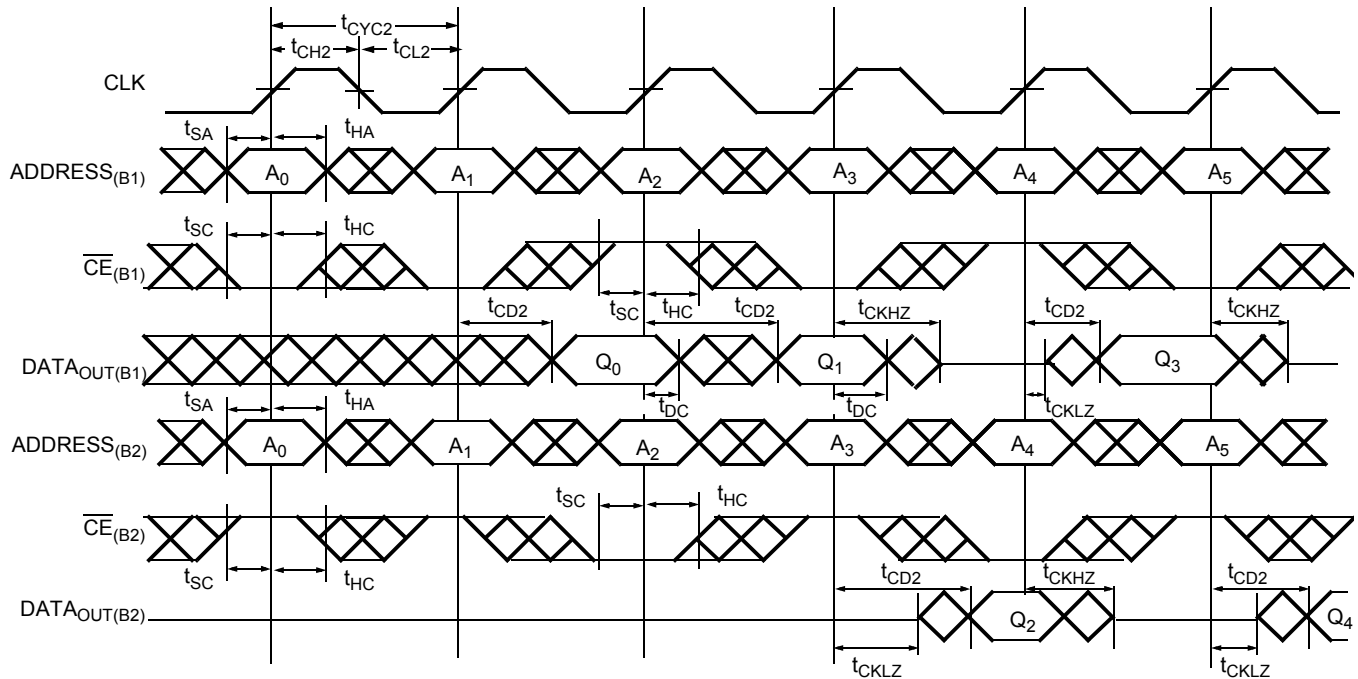 tCYC2
tCH2 tCL2
CLK
tSA tHA
ADDRESS(B1) A0 A1 A2 A3 A4 A5
tSC tHC
CE(B1)
tCD2 tSC tHC tCD2 tCKHZ tCD2 tCKHZ
DATAOUT(B1) Q0 Q1 Q3
tSA tHA tDC tDC tCKLZ
ADDRESS(B2) A0 A1 A2 A3 A4 A5
tSC tHC
CE(B2)
tSC tHC tCD2 tCKHZ tCD2
DATAOUT(B2) Q2 Q4
tCKLZ tCKLZ